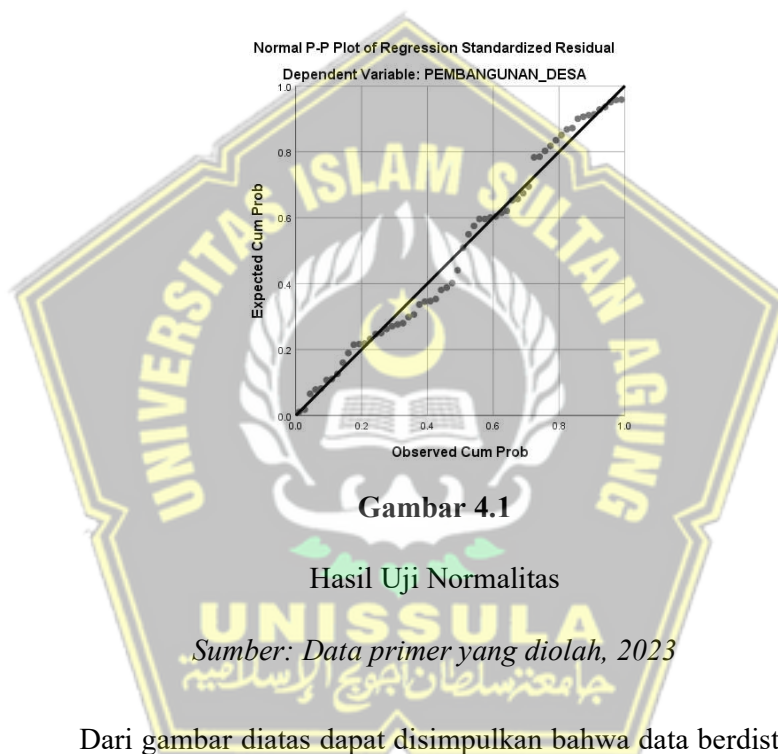 Normal P-P Plot of Regression Standardized Residual
Dependent Variable: PEMBANGUNAN_DESA
1.0
0.8
0.6
0.4
0.2
0.0
Expected Cum Prob
0.0 0.2 0.4 0.6 0.8 1.0
Observed Cum Prob
UNIVERSITAS ISLAM SULTAN AGUNG
Gambar 4.1
Hasil Uji Normalitas
UNISSULA
Sumber: Data primer yang diolah, 2023
جامعتسلطان أجونج الإسلامية
Dari gambar diatas dapat disimpulkan bahwa data berdist